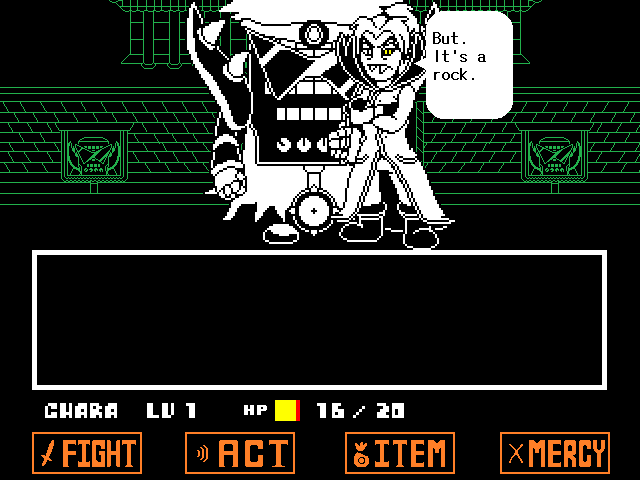 But.
It's a
rock.
CHARA LV 1 HP 16 / 20
FIGHT ACT ITEM MERCY